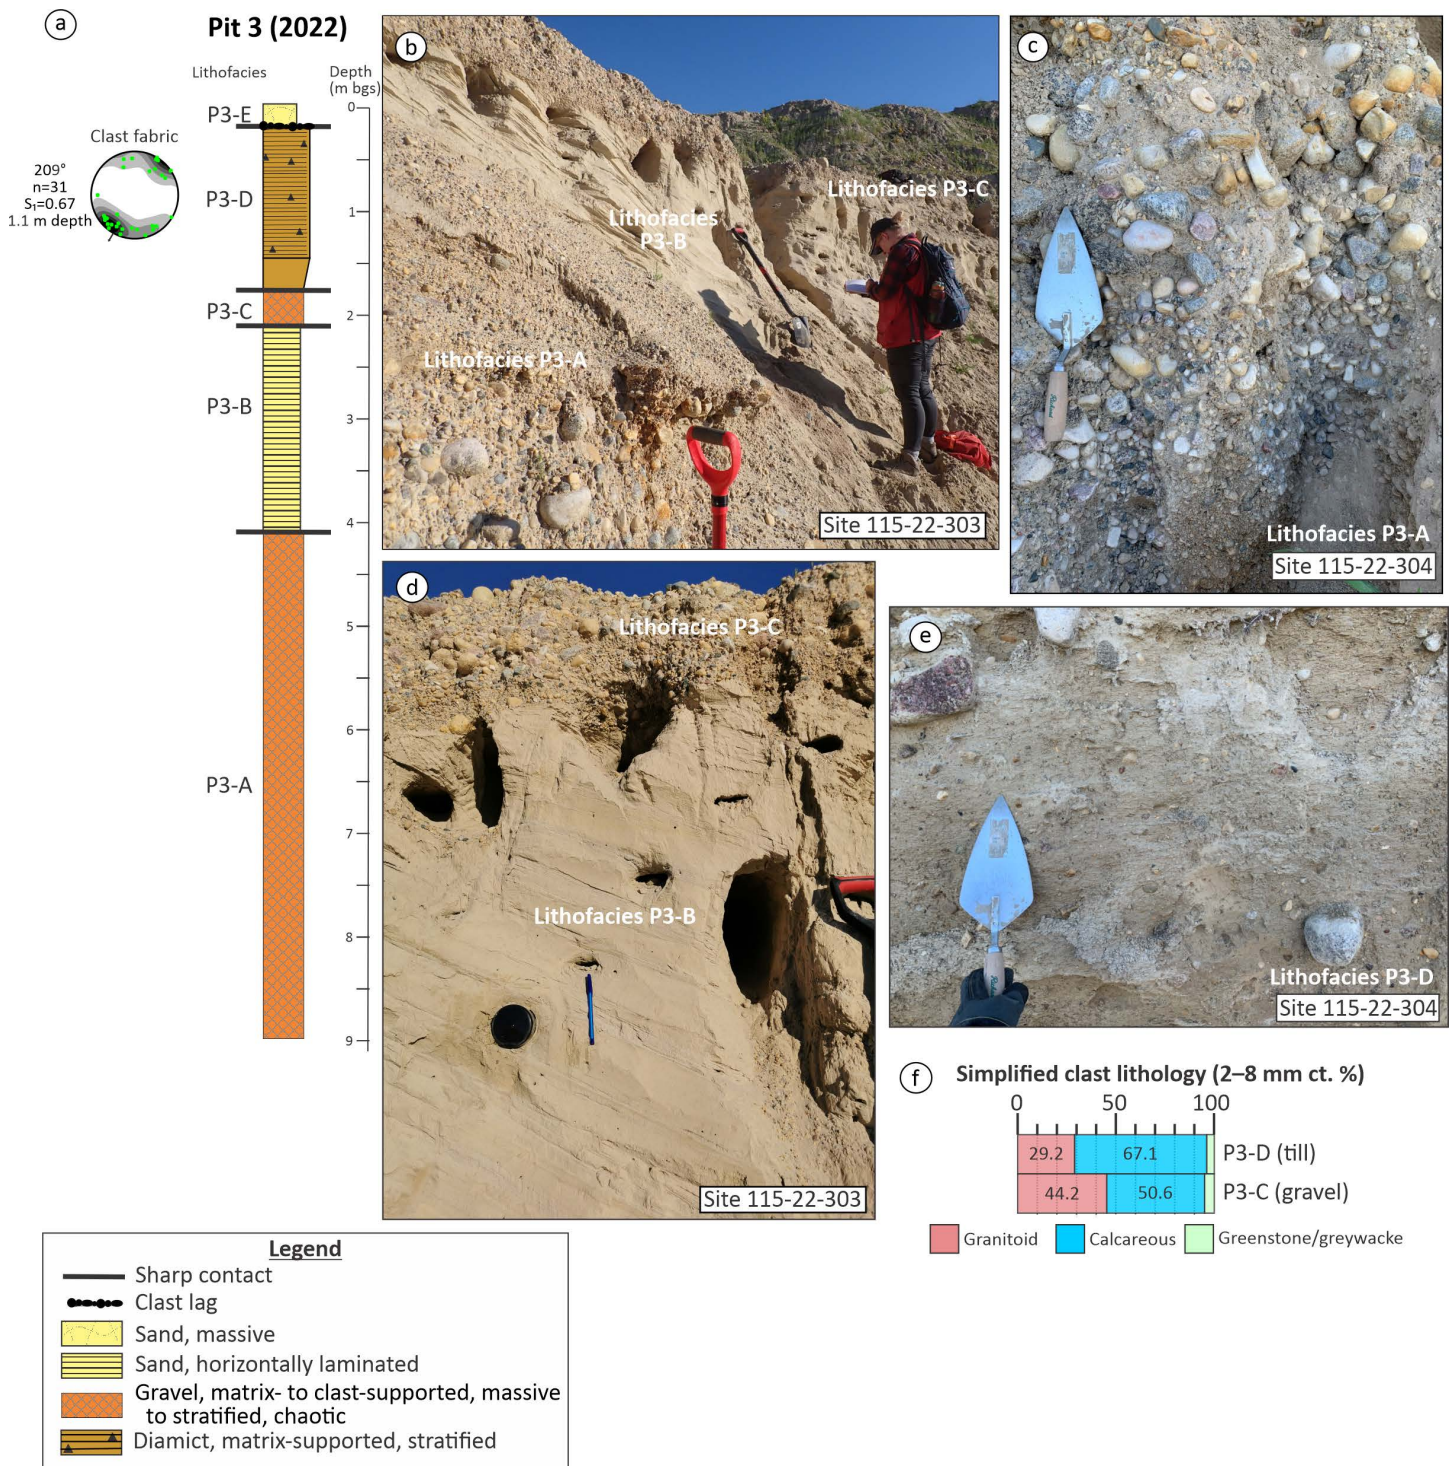 a
Pit 3 (2022)
Lithofacies
Depth
(m bgs)
P3-E
P3-D
P3-C
P3-B
P3-A
0
1
2
3
4
5
6
7
8
9
Clast fabric
209°
n=31
S₁=0.67
1.1 m depth
b
Lithofacies P3-C
Lithofacies
P3-B
Lithofacies P3-A
Site 115-22-303
c
Lithofacies P3-A
Site 115-22-304
d
Lithofacies P3-C
Lithofacies P3-B
Site 115-22-303
e
Lithofacies P3-D
Site 115-22-304
f
Simplified clast lithology (2–8 mm ct. %)
0 50 100
29.2 67.1 P3-D (till)
44.2 50.6 P3-C (gravel)
Granitoid Calcareous Greenstone/greywacke
Legend
Sharp contact
Clast lag
Sand, massive
Sand, horizontally laminated
Gravel, matrix- to clast-supported, massive
to stratified, chaotic
Diamict, matrix-supported, stratified